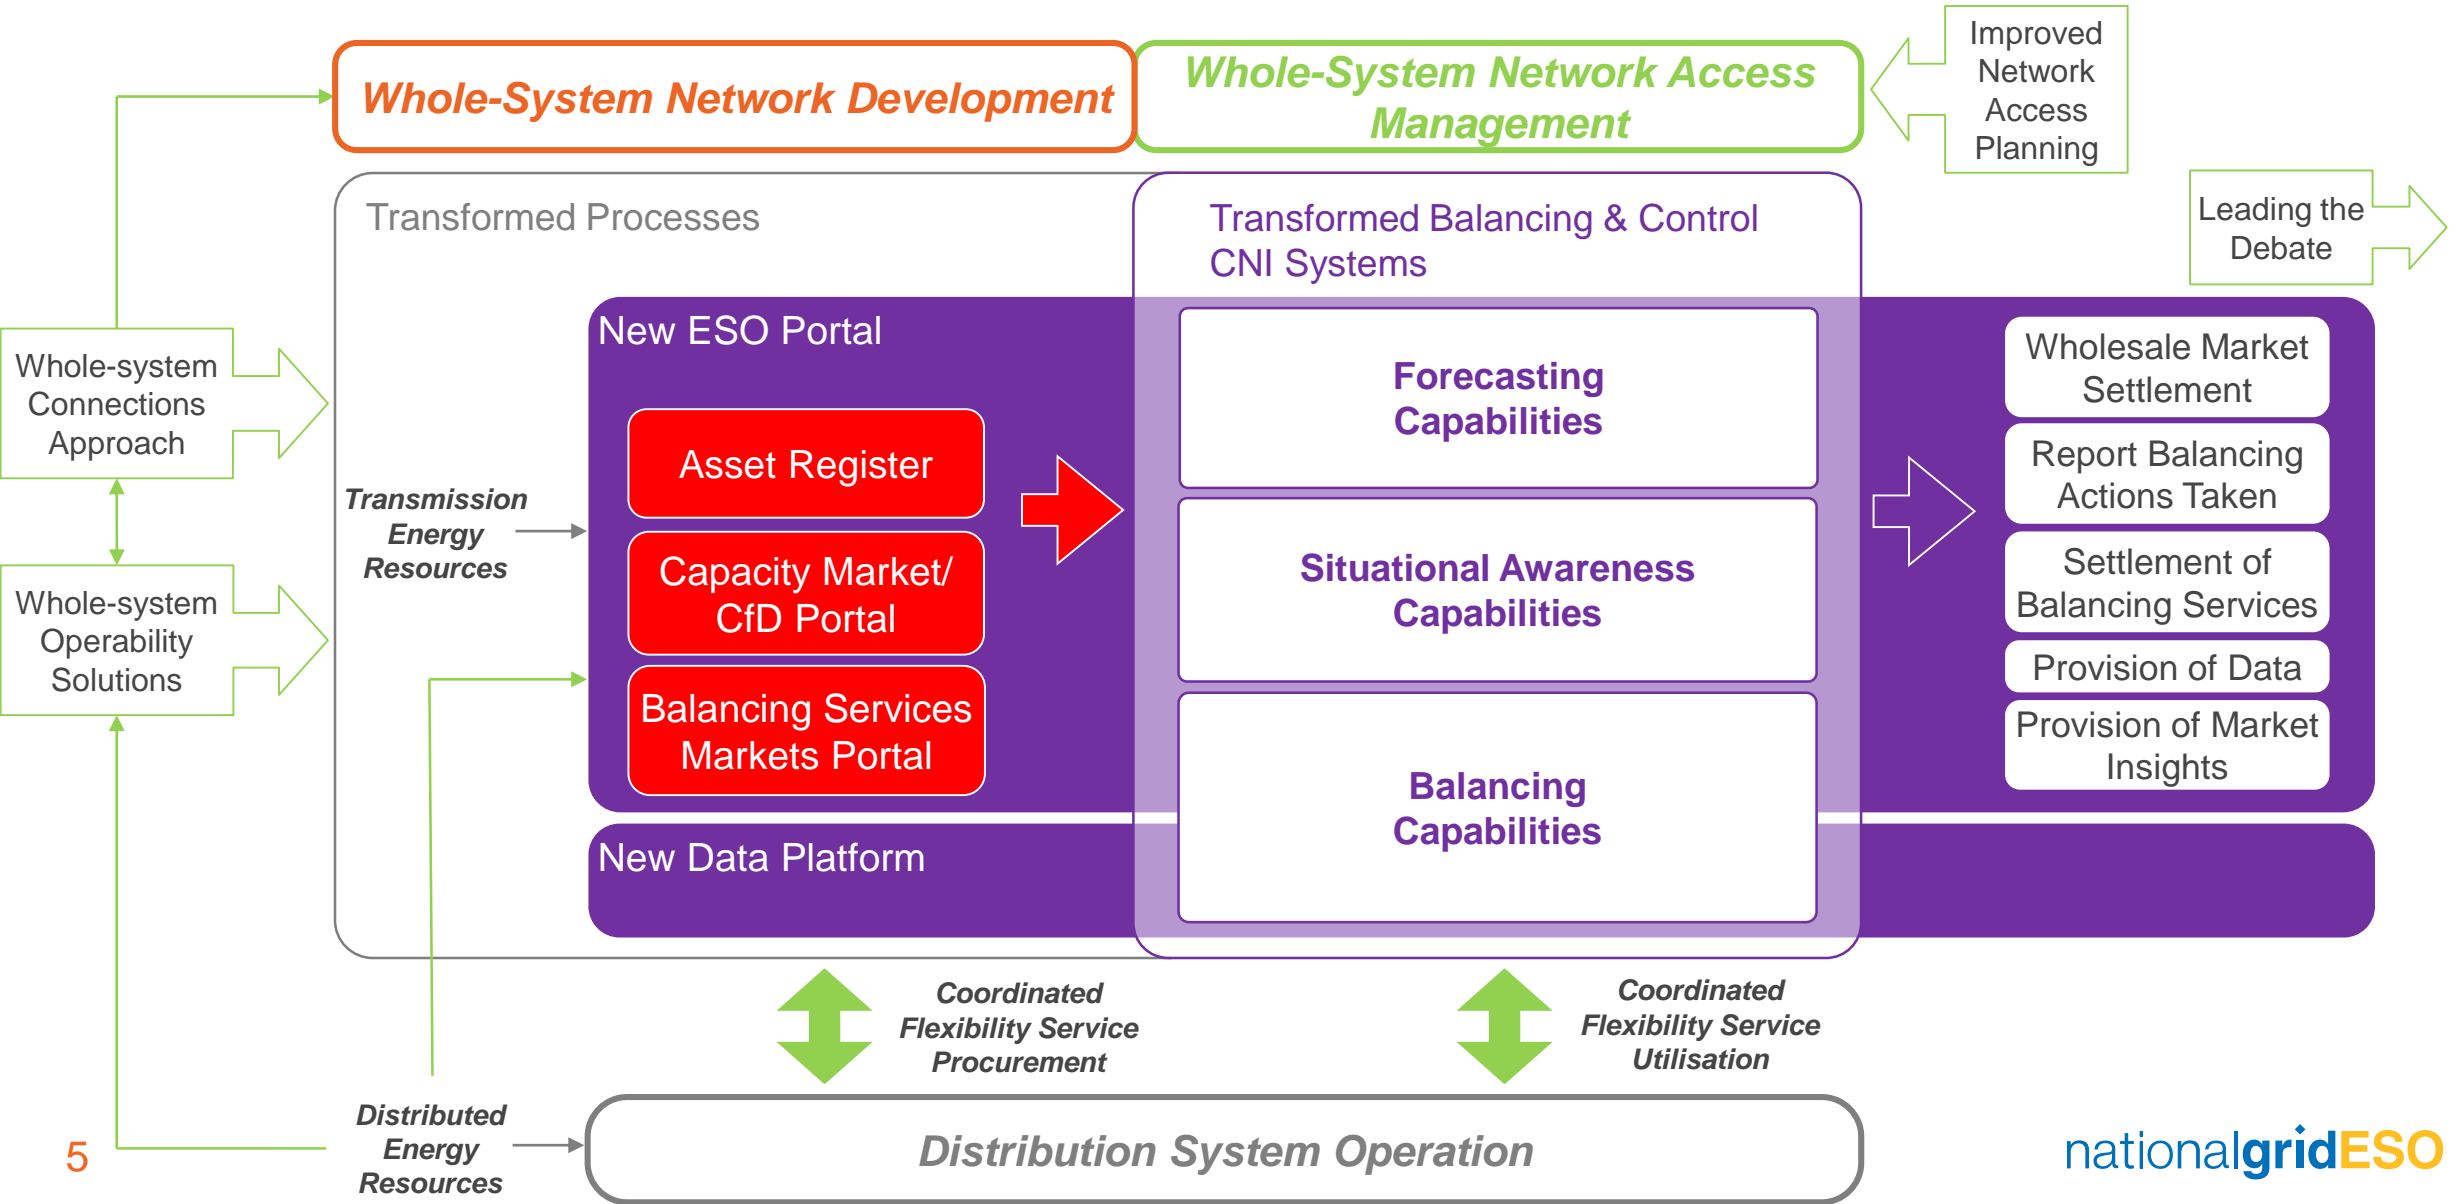 Whole-System Network Development
Whole-System Network Access
Management
Improved
Network
Access
Planning
Leading the
Debate
Transformed Processes
Transformed Balancing & Control
CNI Systems
Whole-system
Connections
Approach
Whole-system
Operability
Solutions
Transmission
Energy
Resources
New ESO Portal
Asset Register
Capacity Market/
CfD Portal
Balancing Services
Markets Portal
Forecasting
Capabilities
Situational Awareness
Capabilities
Balancing
Capabilities
Wholesale Market
Settlement
Report Balancing
Actions Taken
Settlement of
Balancing Services
Provision of Data
Provision of Market
Insights
New Data Platform
Coordinated
Flexibility Service
Procurement
Coordinated
Flexibility Service
Utilisation
Distributed
Energy
Resources
Distribution System Operation
5
nationalgridESO